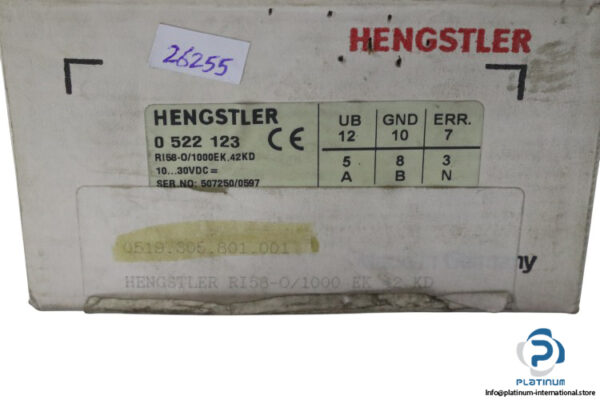 26255
HENGSTLER
HENGSTLER
0 522 123 CE
RI58-O/1000EK.42KD
10...30VDC=
SER.NO: 507250/0597
UB GND ERR.
12 10 7
5 8 3
A B N
0519.305.801.001
HENGSTLER RI58-O/1000 EK 42 KD
PLATINUM
Info@platinum-international.store